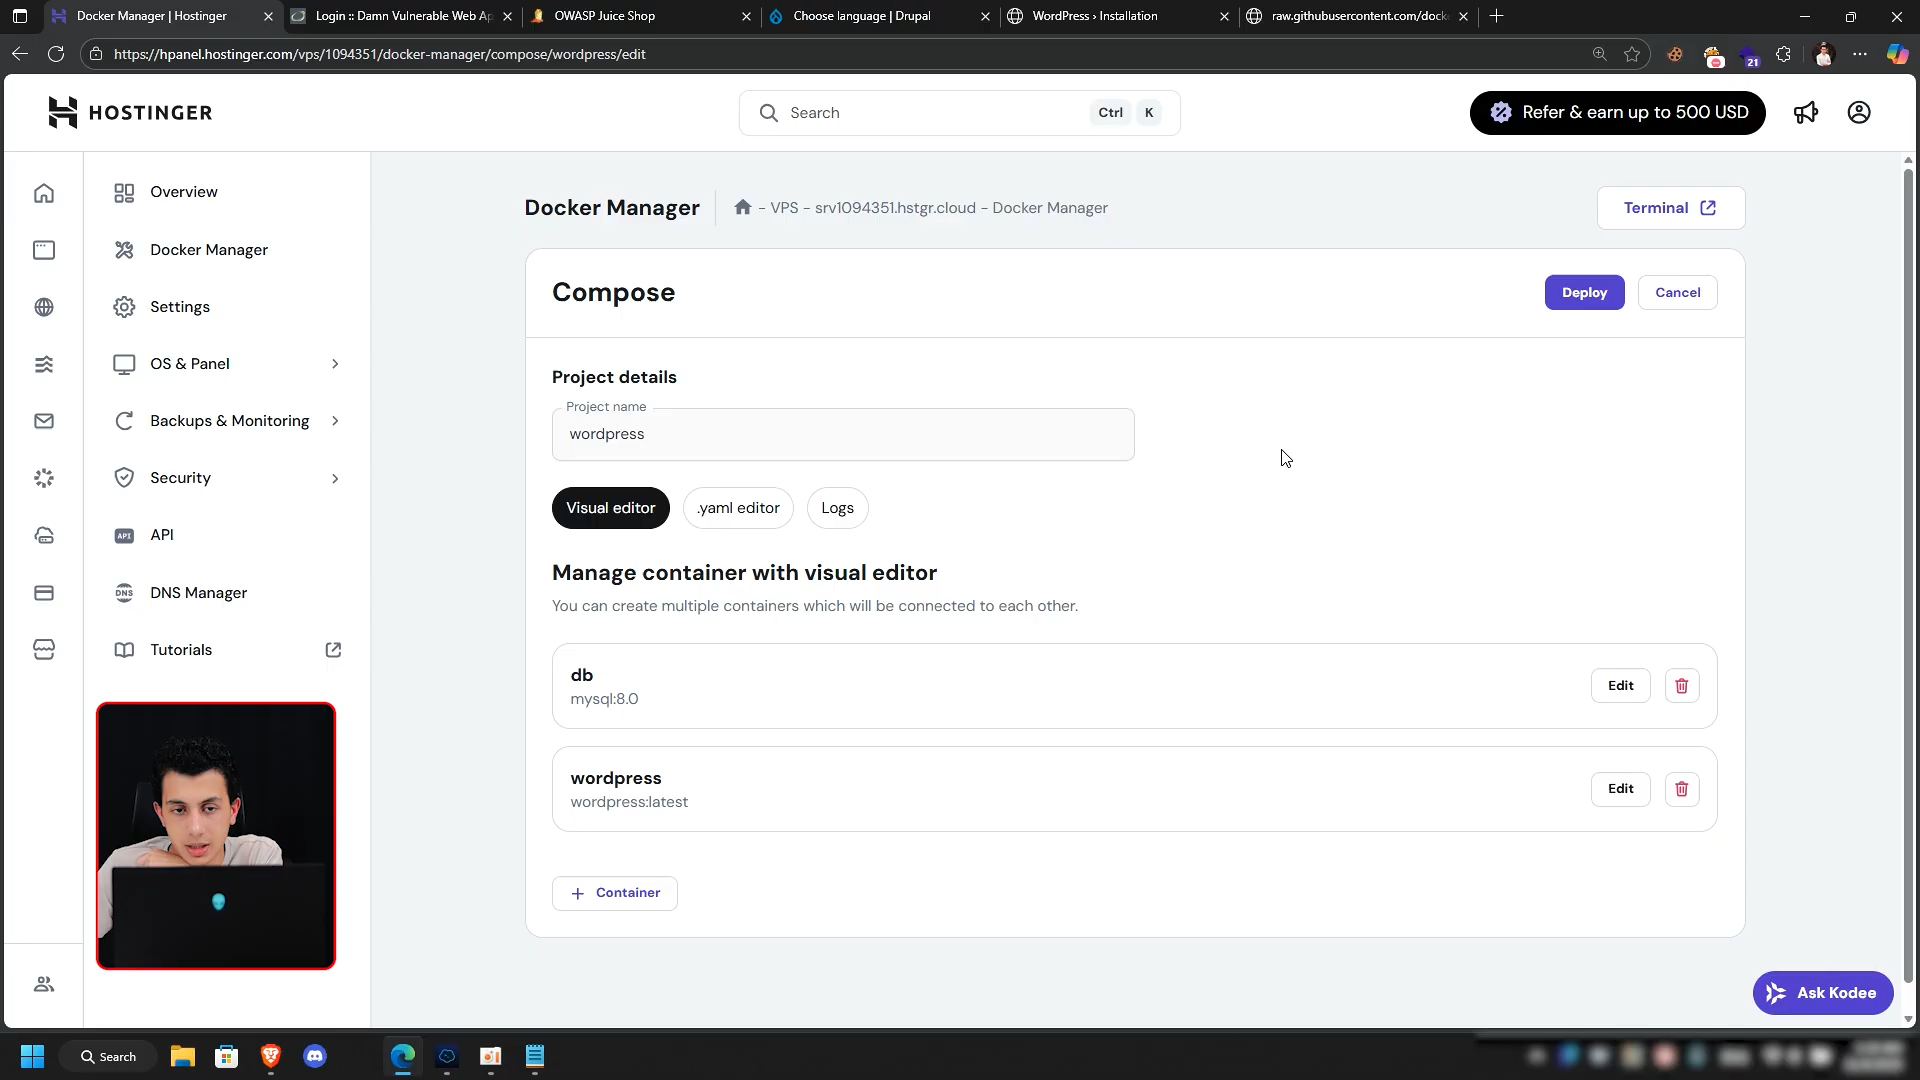 Docker Manager | Hostinger
Login :: Damn Vulnerable Web Ap
OWASP Juice Shop
Choose language | Drupal
WordPress › Installation
raw.githubusercontent.com/docke
https://hpanel.hostinger.com/vps/1094351/docker-manager/compose/wordpress/edit
21
HOSTINGER
Search
Ctrl
K
Refer & earn up to 500 USD
Overview
Docker Manager
Settings
OS & Panel
Backups & Monitoring
Security
API
API
DNS
DNS Manager
Tutorials
Docker Manager
- VPS - srv1094351.hstgr.cloud - Docker Manager
Terminal
Compose
Deploy
Cancel
Project details
Project name
wordpress
Visual editor
.yaml editor
Logs
Manage container with visual editor
You can create multiple containers which will be connected to each other.
db
mysql:8.0
Edit
wordpress
wordpress:latest
Edit
+ Container
Ask Kodee
Search